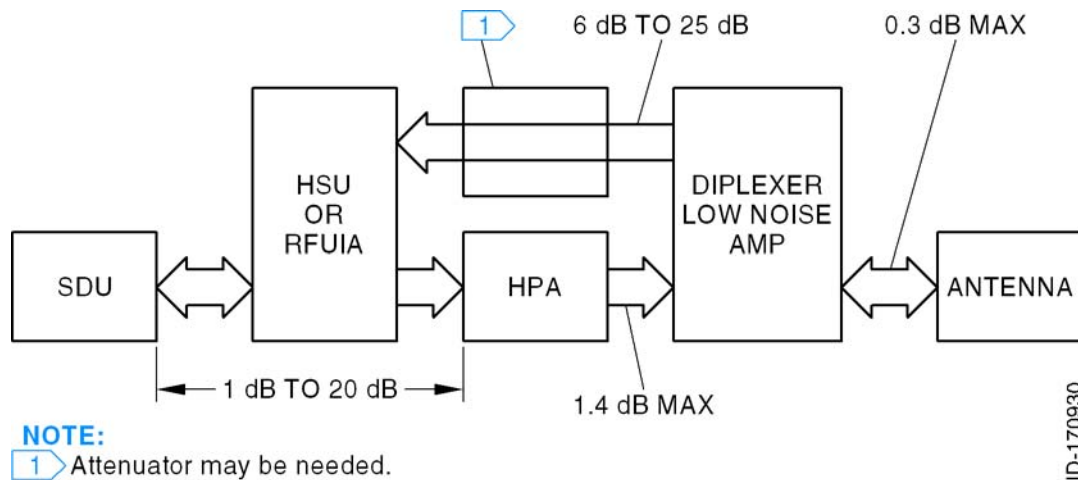 1
6 dB TO 25 dB
0.3 dB MAX
HSU
OR
RFUIA
DIPLEXER
LOW NOISE
AMP
SDU
HPA
ANTENNA
1 dB TO 20 dB
1.4 dB MAX
NOTE:
1 Attenuator may be needed.
ID-170930